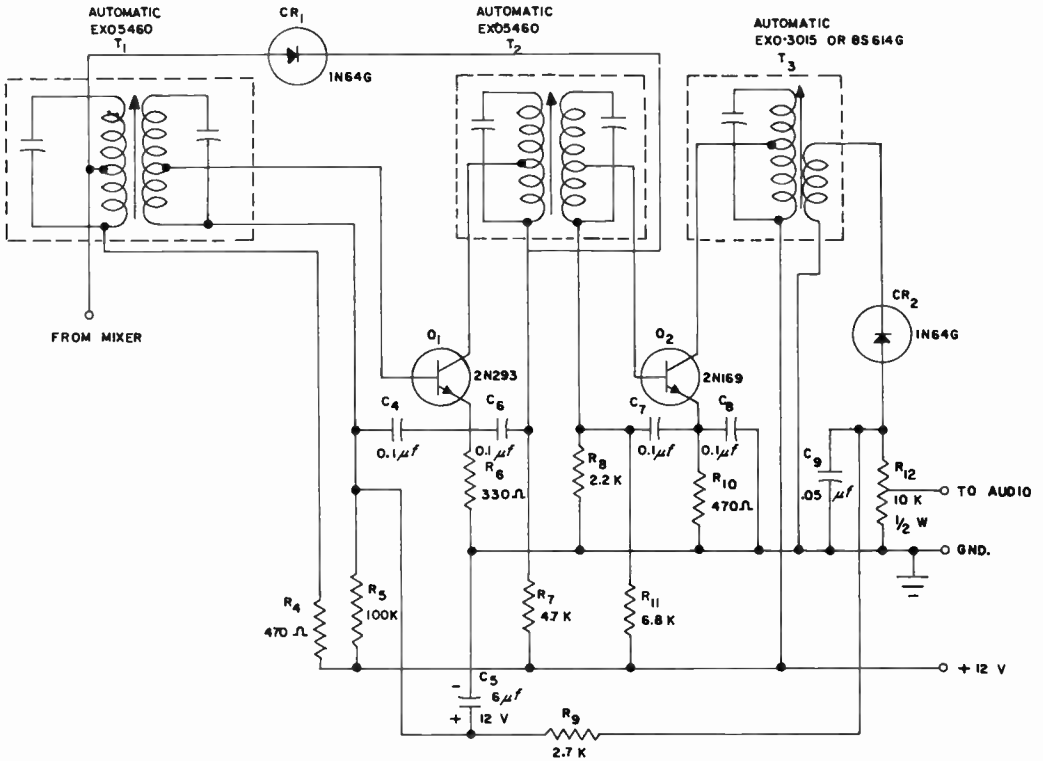 AUTOMATIC
EXO5460
T1
CR1
1N64G
AUTOMATIC
EXO5460
T2
AUTOMATIC
EXO-3015 OR BS614G
T3
FROM MIXER
Q1
2N293
Q2
2N169
CR2
1N64G
C4
0.1μf
C6
0.1μf
R6
330Ω
R8
2.2 K
C7
0.1μf
C8
0.1μf
R10
470Ω
C9
.05 μf
R12
10 K
1/2 W
TO AUDIO
GND.
R4
470 Ω
R5
100K
R7
4.7 K
R11
6.8 K
+ 12 V
-
C5
6μf
+ 12 V
R9
2.7 K